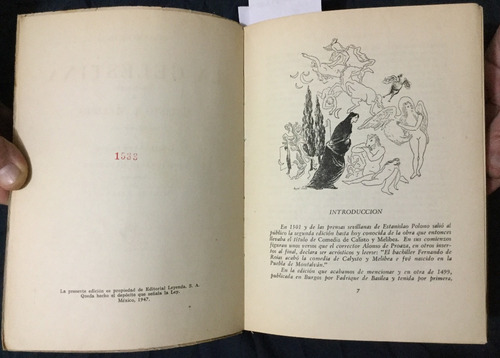 1532
La presente edición es propiedad de Editorial Leyenda, S. A.
Queda hecho el depósito que señala la Ley.
México, 1947.
INTRODUCCION
En 1501 y de las prensas sevillanas de Estanislao Polono salió al
público la segunda edición hasta hoy conocida de la obra que entonces
llevaba el título de Comedia de Calisto y Melibea. En sus comienzos
figuran unos versos que el corrector Alonso de Proaza, en otros inser-
tos al final, declara ser acrósticos y leerse: "El bachiller Fernando de
Roias acabó la comedia de Calysto y Melibea e fué nascido en la
Puebla de Montalván."
En la edición que acabamos de mencionar y en otra de 1499,
publicada en Burgos por Fadrique de Basilea y tenida por primera,
7